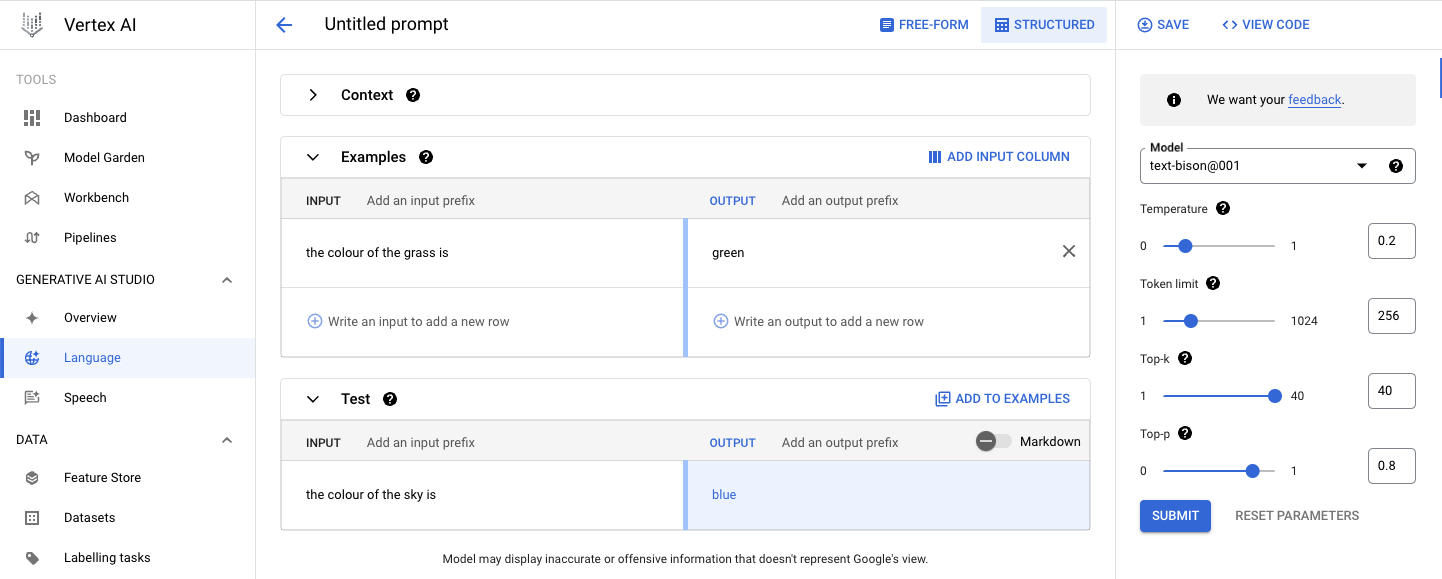 Vertex AI
TOOLS
Dashboard
Model Garden
Workbench
Pipelines
GENERATIVE AI STUDIO
Overview
Language
Speech
DATA
Feature Store
Datasets
Labelling tasks
Untitled prompt
FREE-FORM
STRUCTURED
Context
Examples
ADD INPUT COLUMN
INPUT Add an input prefix
OUTPUT Add an output prefix
the colour of the grass is
green
Write an input to add a new row
Write an output to add a new row
Test
ADD TO EXAMPLES
INPUT Add an input prefix
OUTPUT Add an output prefix
Markdown
the colour of the sky is
blue
Model may display inaccurate or offensive information that doesn't represent Google's view.
SAVE
VIEW CODE
We want your feedback.
Model
text-bison@001
Temperature
0 1 0.2
Token limit
1 1024 256
Top-k
1 40 40
Top-p
0 1 0.8
SUBMIT
RESET PARAMETERS